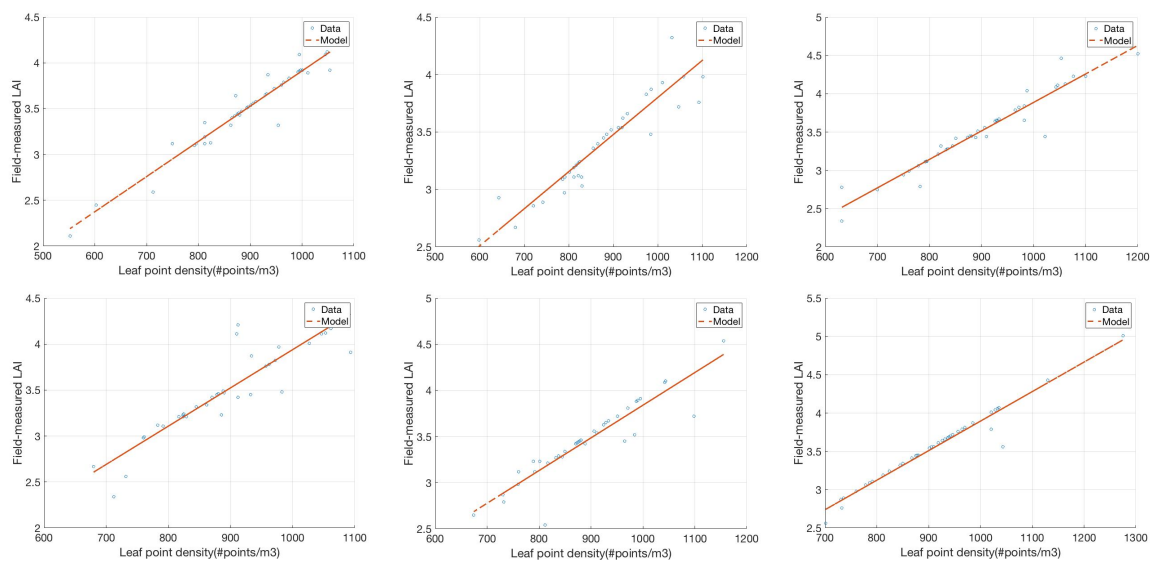 4.5
4
3.5
3
2.5
2
Field-measured LAI
Data
Model
500 600 700 800 900 1000 1100
Leaf point density(#points/m3)
4.5
4
3.5
3
2.5
Field-measured LAI
Data
Model
600 700 800 900 1000 1100 1200
Leaf point density(#points/m3)
5
4.5
4
3.5
3
2.5
2
Field-measured LAI
Data
Model
600 700 800 900 1000 1100 1200
Leaf point density(#points/m3)
4.5
4
3.5
3
2.5
2
Field-measured LAI
Data
Model
600 700 800 900 1000 1100
Leaf point density(#points/m3)
5
4.5
4
3.5
3
2.5
Field-measured LAI
Data
Model
600 700 800 900 1000 1100 1200
Leaf point density(#points/m3)
5.5
5
4.5
4
3.5
3
2.5
Field-measured LAI
Data
Model
700 800 900 1000 1100 1200 1300
Leaf point density(#points/m3)